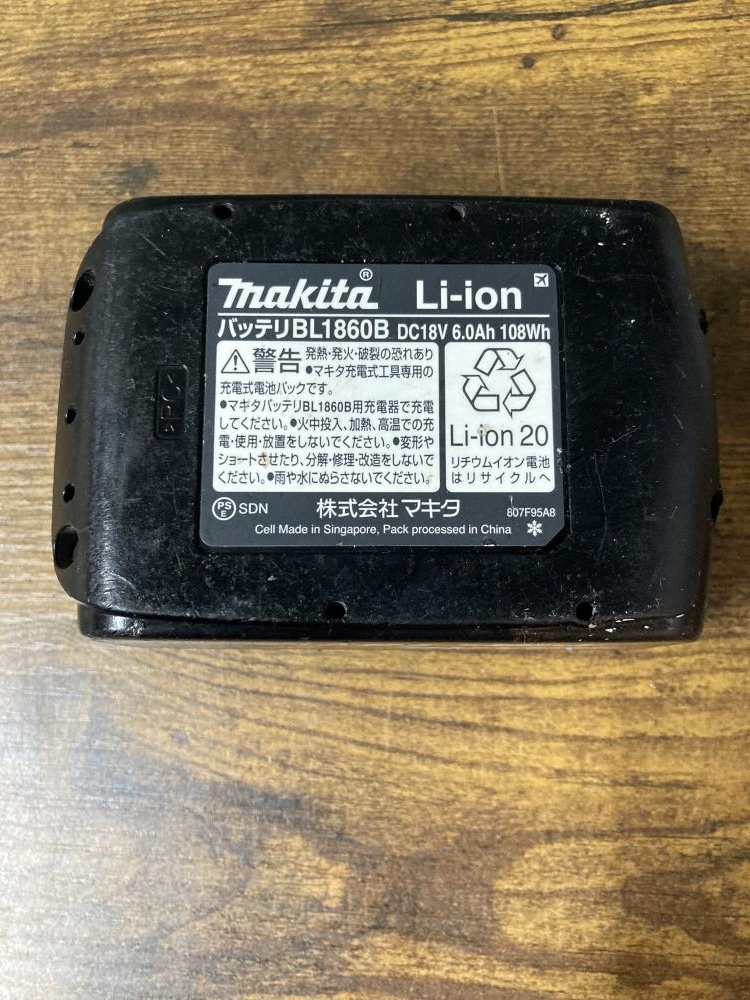 makita® Li-ion
バッテリBL1860B DC18V 6.0Ah 108Wh
警告 発熱・発火・破裂の恐れあり
●マキタ充電式工具専用の
充電式電池パックです。
●マキタバッテリBL1860B用充電器で充電
してください。●火中投入、加熱、高温での充
電・使用・放置をしないでください。●変形や
ショートさせたり、分解・修理・改造をしないで
ください。●雨や水にぬらさないでください。
Li-ion 20
リチウムイオン電池
はリサイクルへ
PSE SDN 株式会社マキタ 807F95A8
Cell Made in Singapore, Pack processed in China
>PC<